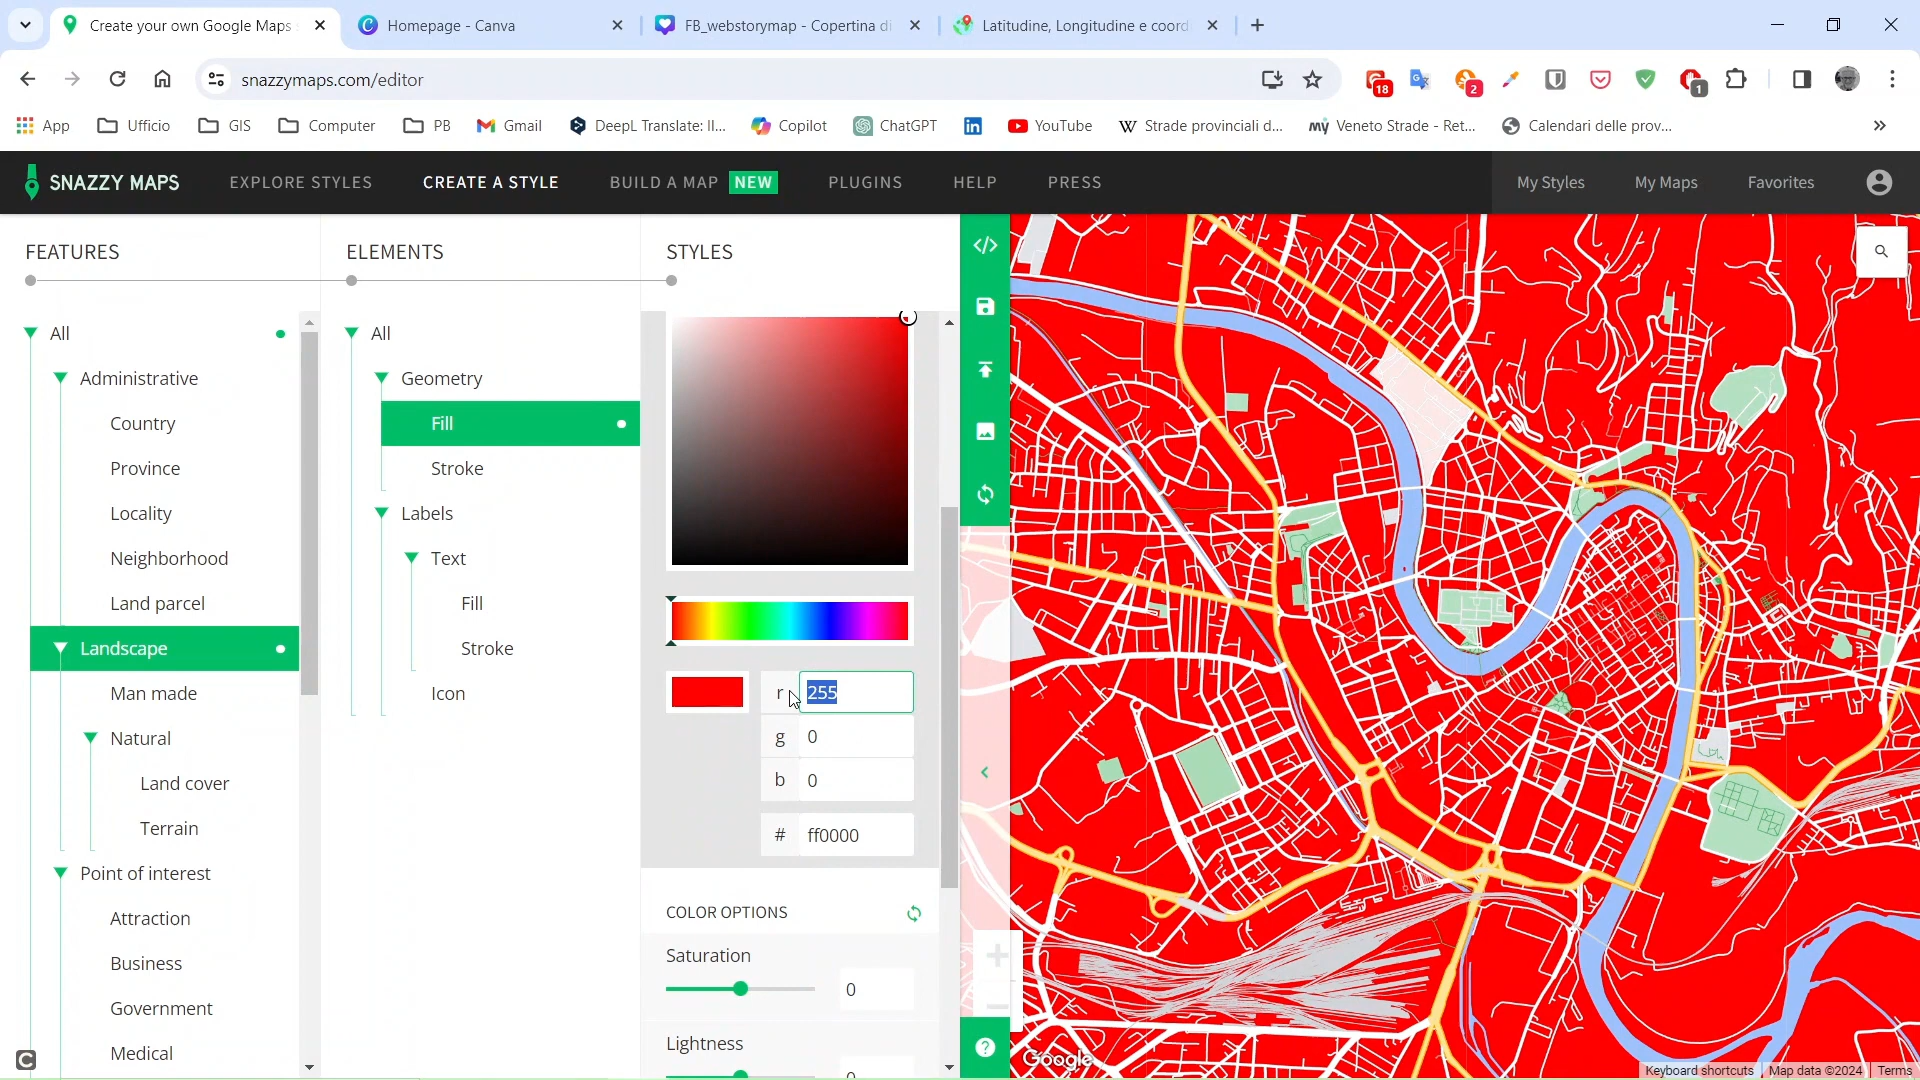 Create your own Google Maps
Homepage - Canva
FB_webstorymap - Copertina di
Latitudine, Longitudine e coord
snazzymaps.com/editor
18
2
1
App
Ufficio
GIS
Computer
PB
Gmail
DeepL Translate: Il...
Copilot
ChatGPT
YouTube
Strade provinciali d...
Veneto Strade - Ret...
Calendari delle prov...
SNAZZY MAPS
EXPLORE STYLES
CREATE A STYLE
BUILD A MAP NEW
PLUGINS
HELP
PRESS
My Styles
My Maps
Favorites
FEATURES
All
Administrative
Country
Province
Locality
Neighborhood
Land parcel
Landscape
Man made
Natural
Land cover
Terrain
Point of interest
Attraction
Business
Government
Medical
ELEMENTS
All
Geometry
Fill
Stroke
Labels
Text
Fill
Stroke
Icon
STYLES
r 255
g 0
b 0
# ff0000
COLOR OPTIONS
Saturation
0
Lightness
0
Google
Keyboard shortcuts
Map data ©2024
Terms